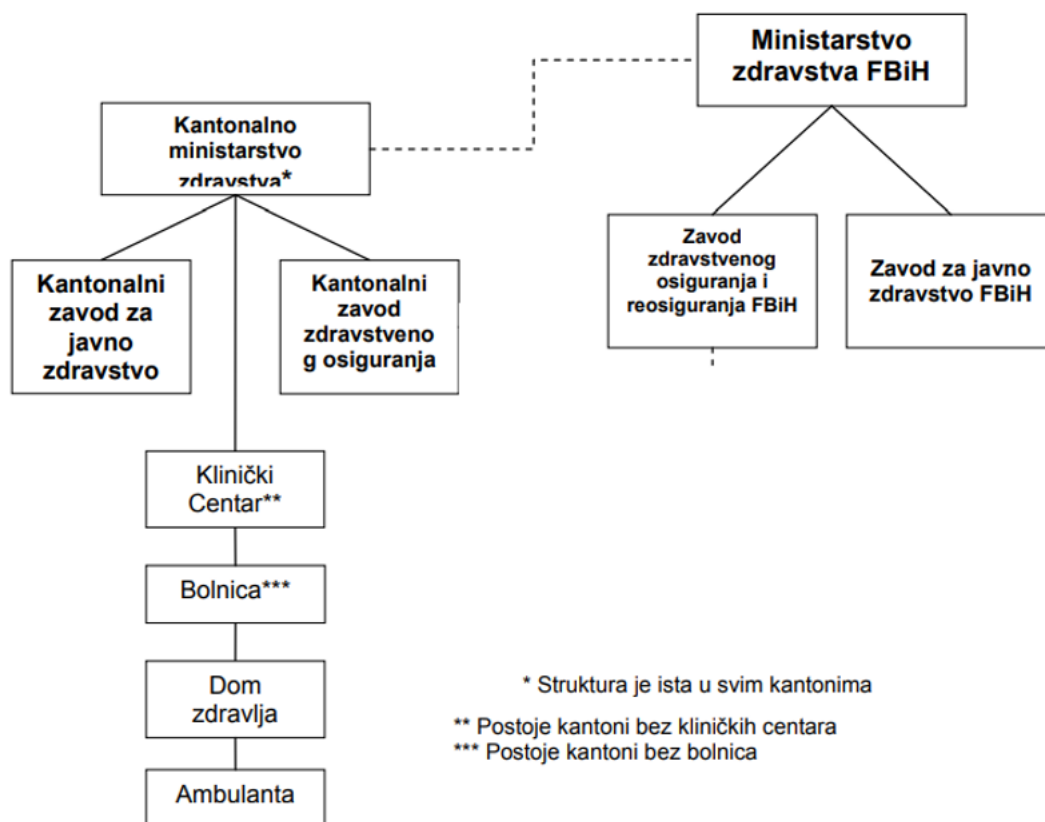 Ministarstvo
zdravstva FBiH
Kantonalno
ministarstvo
zdravstva*
Zavod
zdravstvenog
osiguranja i
reosiguranja FBiH
Zavod za javno
zdravstvo FBiH
Kantonalni
zavod za
javno
zdravstvo
Kantonalni
zavod
zdravstveno
g osiguranja
Klinički
Centar**
Bolnica***
Dom
zdravlja
Ambulanta
* Struktura je ista u svim kantonima
** Postoje kantoni bez kliničkih centara
*** Postoje kantoni bez bolnica